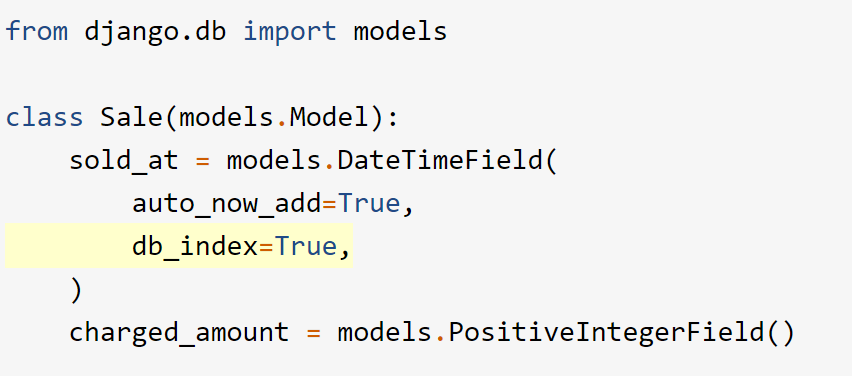 from django.db import models
class Sale(models.Model):
    sold_at = models.DateTimeField(
        auto_now_add=True,
        db_index=True,
    )
    charged_amount = models.PositiveIntegerField()